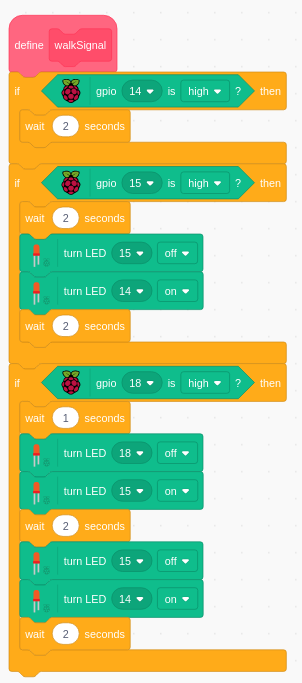 define walkSignal
if gpio 14 is high ? then
wait 2 seconds
if gpio 15 is high ? then
wait 2 seconds
turn LED 15 off
turn LED 14 on
wait 2 seconds
if gpio 18 is high ? then
wait 1 seconds
turn LED 18 off
turn LED 15 on
wait 2 seconds
turn LED 15 off
turn LED 14 on
wait 2 seconds